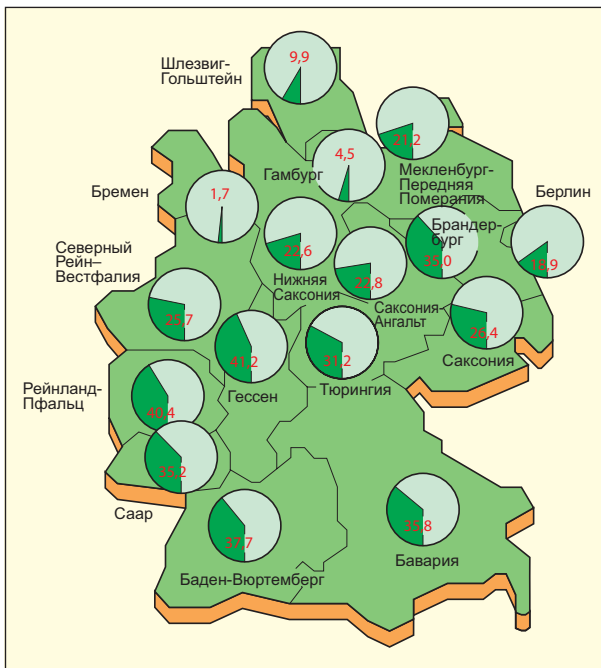 9,9
Шлезвиг-
Гольштейн
21,2
Мекленбург-
Передняя
Померания
4,5
Гамбург
1,7
Бремен
Берлин
18,9
Брандер-
бург
35,0
22,6
Нижняя
Саксония
22,8
Саксония-
Ангальт
Северный
Рейн–
Вестфалия
25,7
26,4
Саксония
41,2
Гессен
31,2
Тюрингия
Рейнланд-
Пфальц
40,4
35,2
Саар
37,7
Баден-Вюртемберг
35,8
Бавария